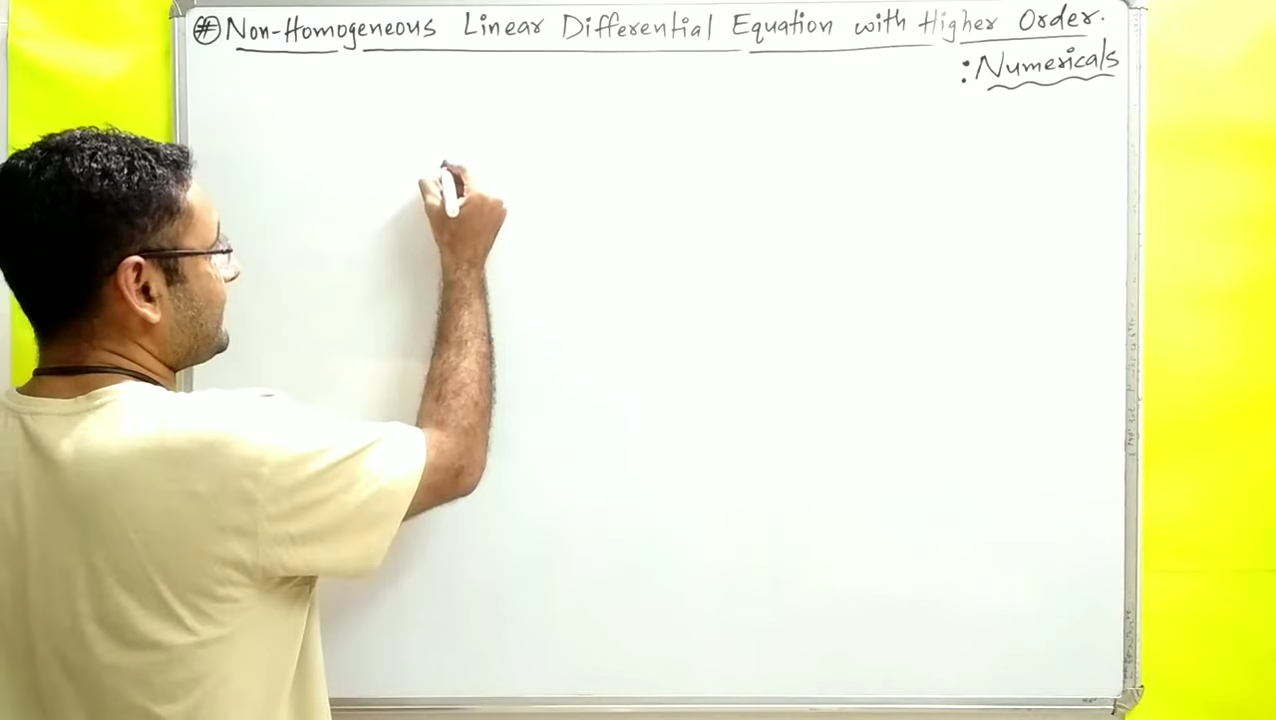 # Non-Homogeneous Linear Differential Equation with Higher Order.
: Numericals